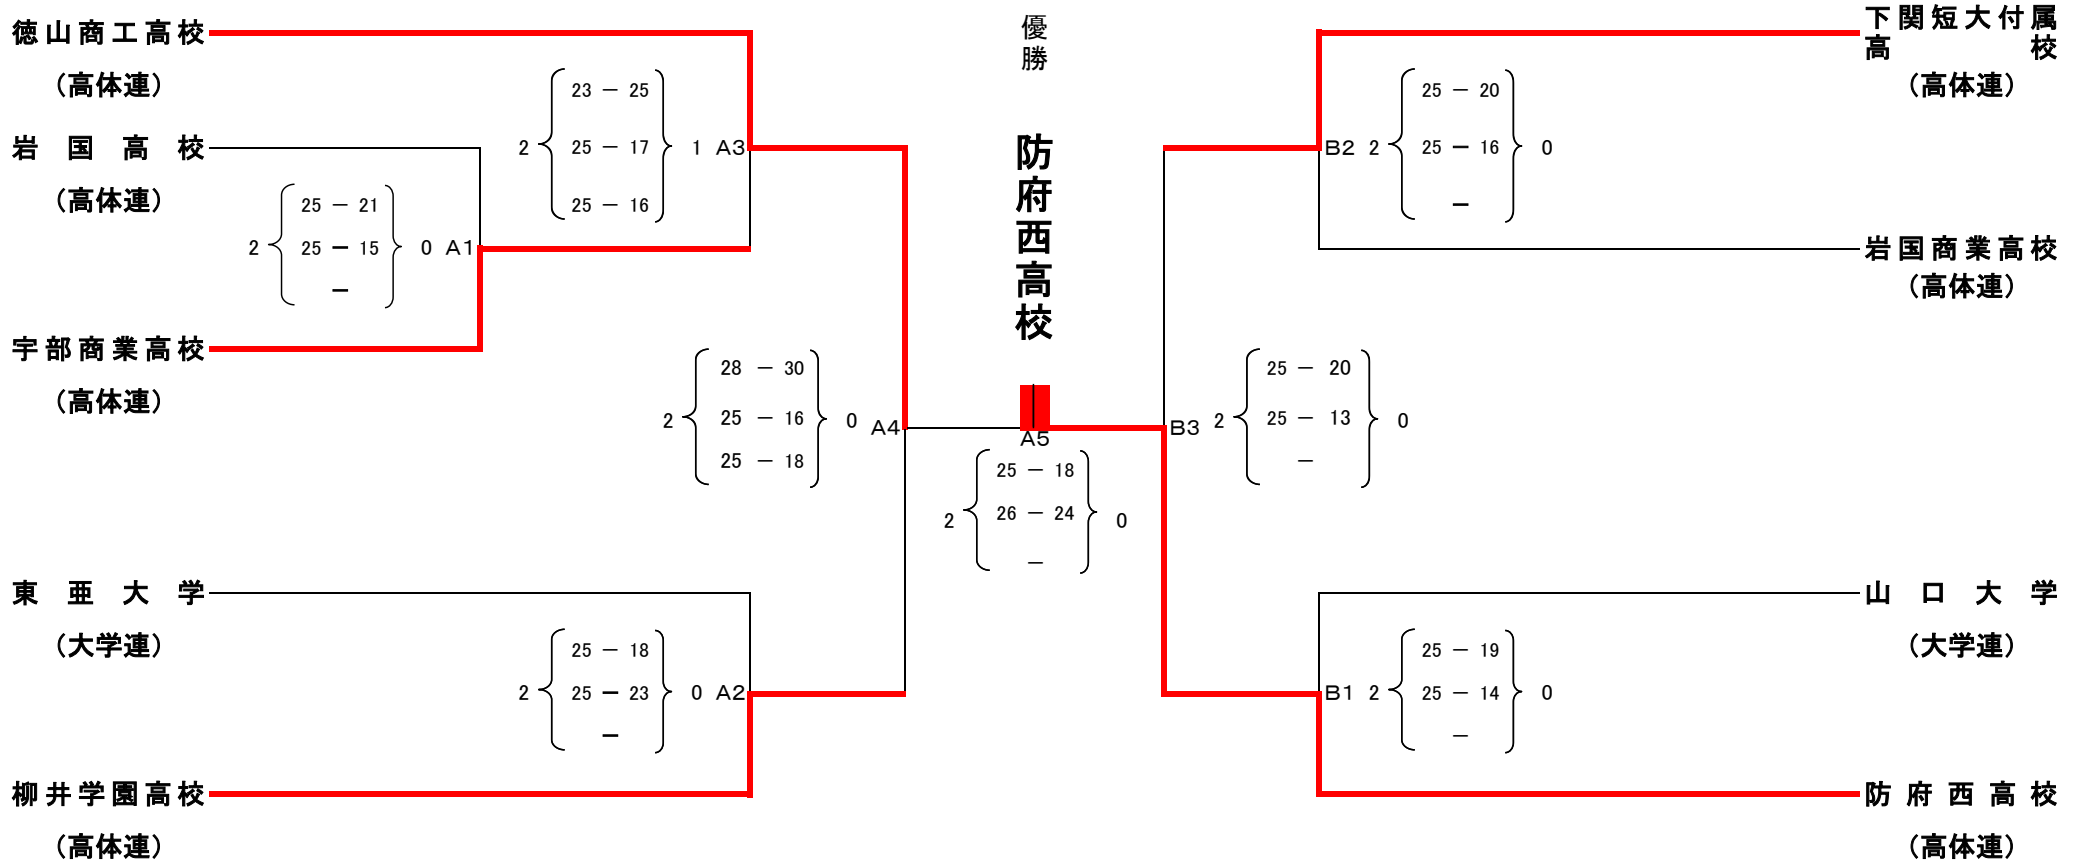 徳山商工高校
（高体連）
岩国高校
（高体連）
宇部商業高校
（高体連）
東亜大学
（大学連）
柳井学園高校
（高体連）
2 25 － 21 0 A1
25 － 15
－
2 23 － 25 1 A3
25 － 17
25 － 16
2 28 － 30 0 A4
25 － 16
25 － 18
2 25 － 18 0 A2
25 － 23
－
優勝
防府西高校
A5
2 25 － 18 0
26 － 24
－
B2 2 25 － 20 0
25 － 16
－
B3 2 25 － 20 0
25 － 13
－
B1 2 25 － 19 0
25 － 14
－
下関短大付属
高校
（高体連）
岩国商業高校
（高体連）
山口大学
（大学連）
防府西高校
（高体連）